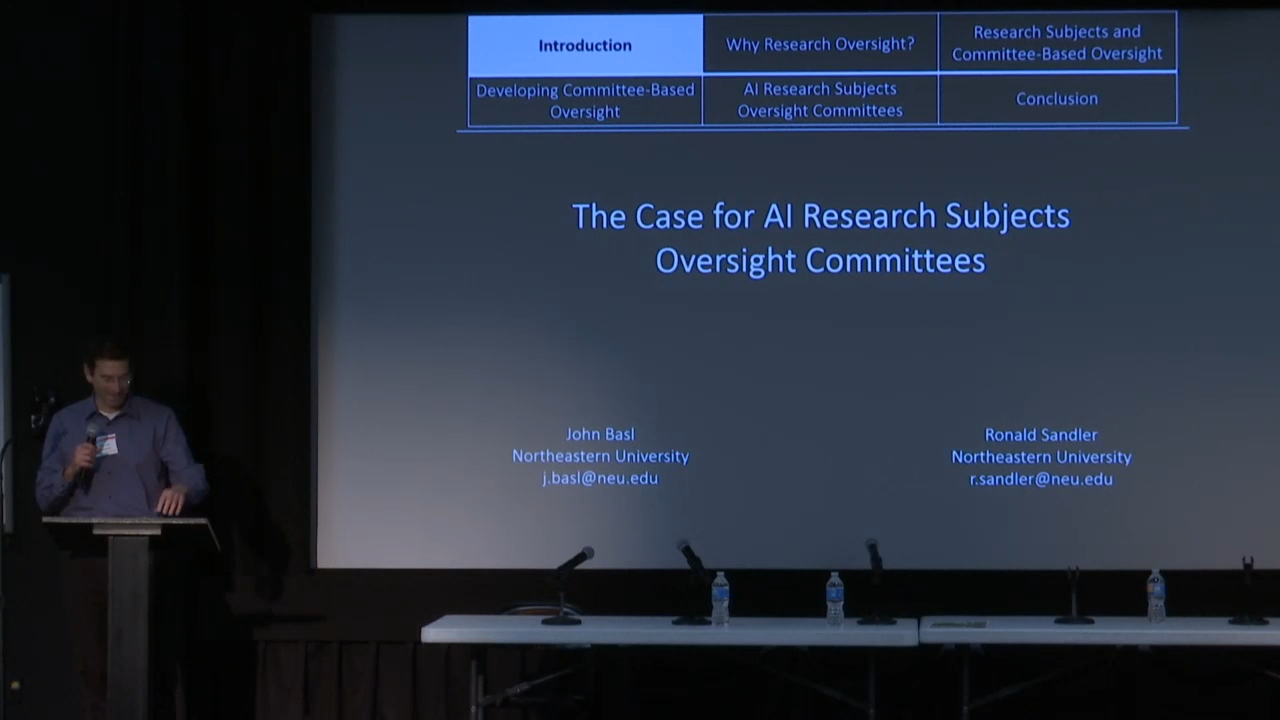 Introduction
Why Research Oversight?
Research Subjects and
Committee-Based Oversight
Developing Committee-Based
Oversight
AI Research Subjects
Oversight Committees
Conclusion
The Case for AI Research Subjects
Oversight Committees
John Basl
Northeastern University
j.basl@neu.edu
Ronald Sandler
Northeastern University
r.sandler@neu.edu